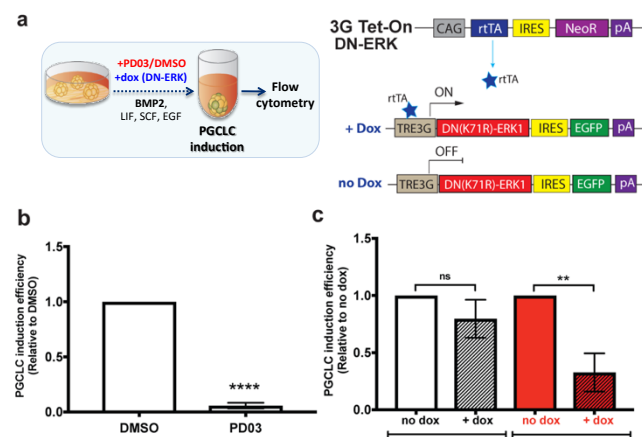 a
+PD03/DMSO
+dox (DN-ERK)
BMP2,
LIF, SCF, EGF
PGCLC
induction
Flow
cytometry
3G Tet-On
DN-ERK
CAG
rtTA
IRES
NeoR
pA
rtTA
rtTA
ON
+ Dox
TRE3G
DN(K71R)-ERK1
IRES
EGFP
pA
OFF
no Dox
TRE3G
DN(K71R)-ERK1
IRES
EGFP
pA
b
PGCLC induction efficiency
(Relative to DMSO)
1.5
1.0
0.5
0.0
****
DMSO
PD03
c
PGCLC induction efficiency
(Relative to no dox)
1.5
1.0
0.5
0.0
ns
**
no dox
+ dox
no dox
+ dox